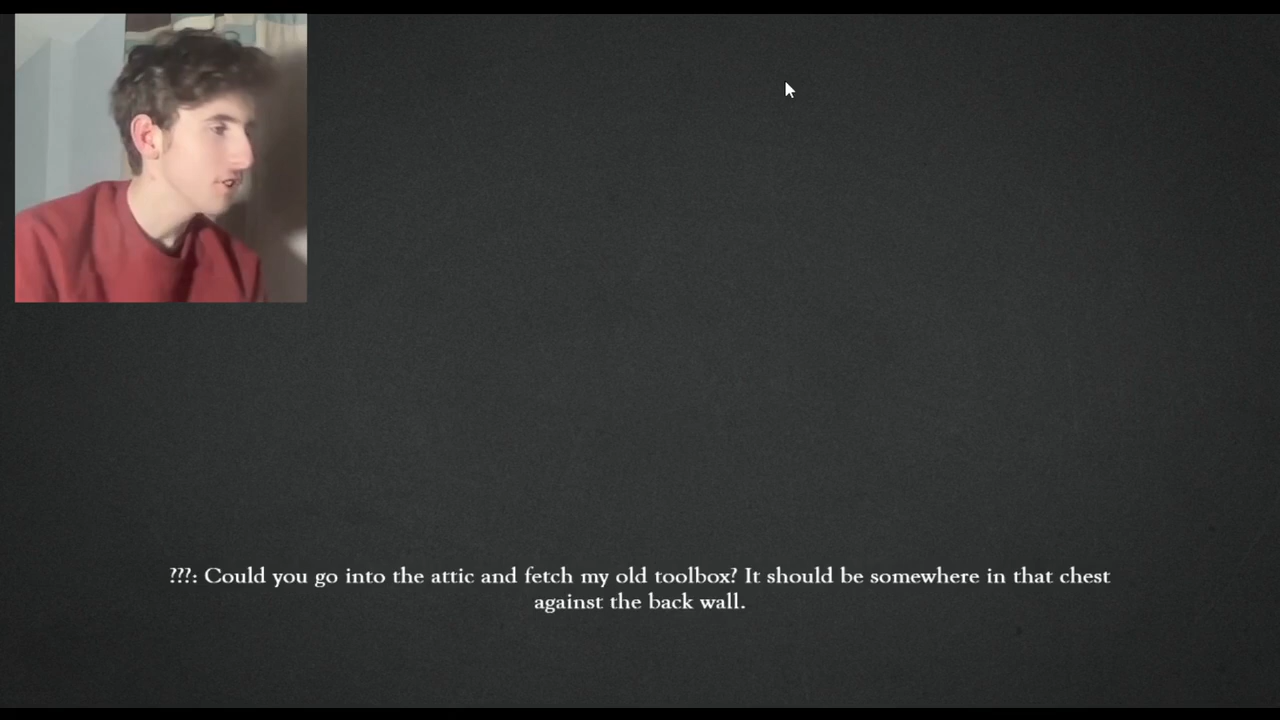 ???: Could you go into the attic and fetch my old toolbox? It should be somewhere in that chest
against the back wall.